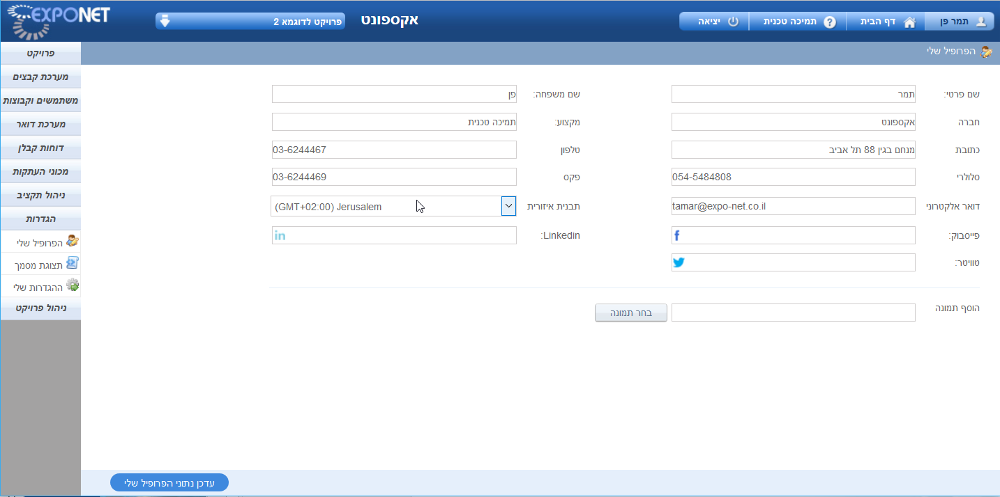 תמר פן
דף הבית
תמיכה טכנית
יציאה
אקספונט
פרויקט לדוגמא 2
EXPONET
הפרופיל שלי
פרויקט
מערכת קבצים
משתמשים וקבוצות
מערכת דואר
דוחות קבלן
מכוני העתקות
ניהול תקציב
הגדרות
הפרופיל שלי
תצוגת מסמך
ההגדרות שלי
ניהול פרויקט
שם פרטי: תמר
שם משפחה: פן
חברה אקספונט
מקצוע: תמיכה טכנית
כתובת מנחם בגין 88 תל אביב
טלפון 03-6244467
סלולרי 054-5484808
פקס 03-6244469
דואר אלקטרוני tamar@expo-net.co.il
תבנית איזורית (GMT+02:00) Jerusalem
פייסבוק:
Linkedin:
טוויטר:
הוסף תמונה
בחר תמונה
עדכן נתוני הפרופיל שלי